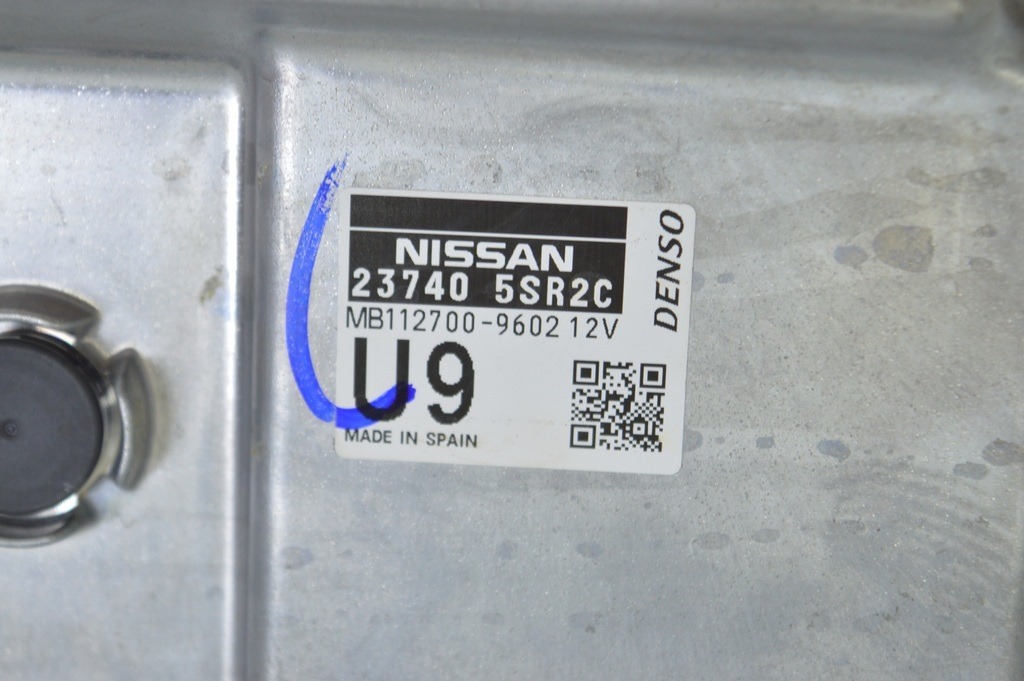 NISSAN
23740 5SR2C
MB112700-9602 12V
U9
MADE IN SPAIN
DENSO